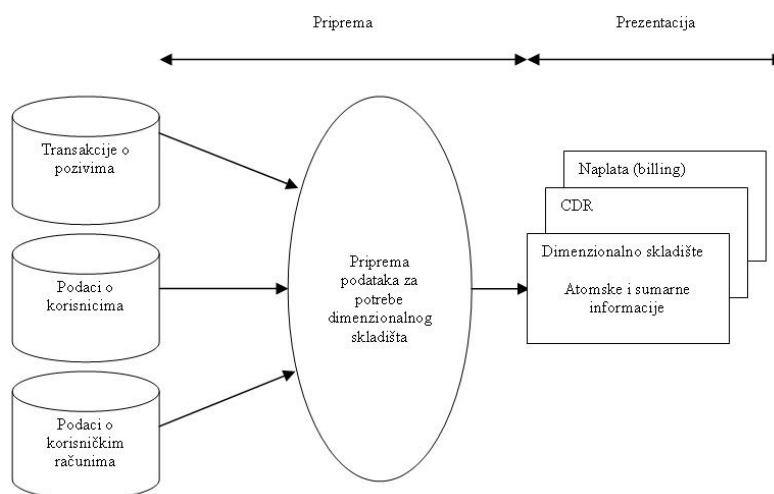 Priprema
Prezentacija
Transakcije o
pozivima
Podaci o
korisnicima
Podaci o
korisničkim
računima
Priprema
podataka za
potrebe
dimenzionalnog
skladišta
Naplata (billing)
CDR
Dimenzionalno skladište
Atomske i sumarne
informacije